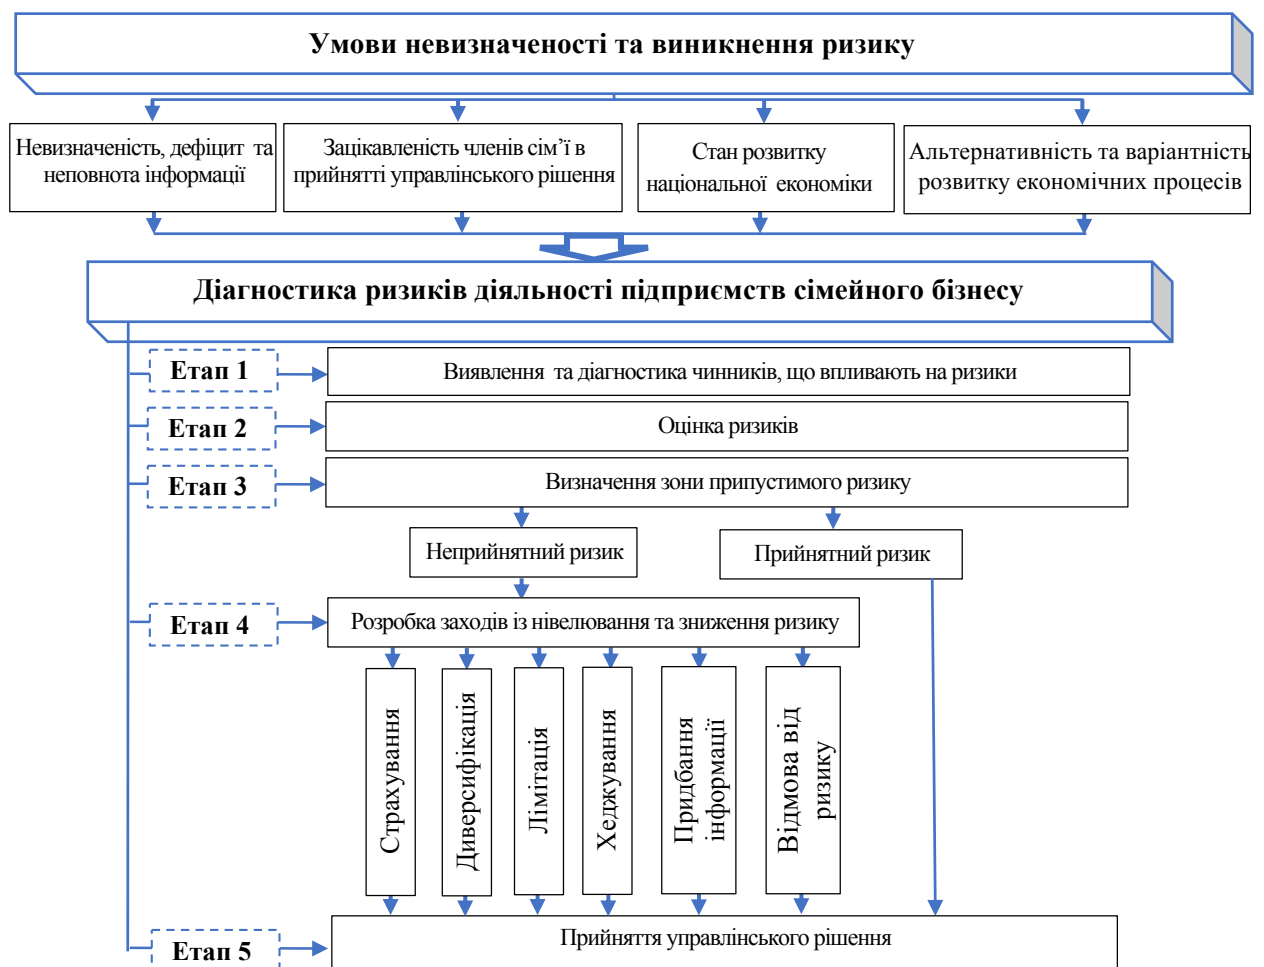 Умови невизначеності та виникнення ризику
Невизначеність, дефіцит та
неповнота інформації
Зацікавленість членів сім’ї в
прийнятті управлінського рішення
Стан розвитку
національної економіки
Альтернативність та варіантність
розвитку економічних процесів
Діагностика ризиків діяльності підприємств сімейного бізнесу
Етап 1
Виявлення та діагностика чинників, що впливають на ризики
Етап 2
Оцінка ризиків
Етап 3
Визначення зони припустимого ризику
Неприйнятний ризик
Прийнятний ризик
Етап 4
Розробка заходів із нівелювання та зниження ризику
Страхування
Диверсифікація
Лімітація
Хеджування
Придбання
інформації
Відмова від
ризику
Етап 5
Прийняття управлінського рішення